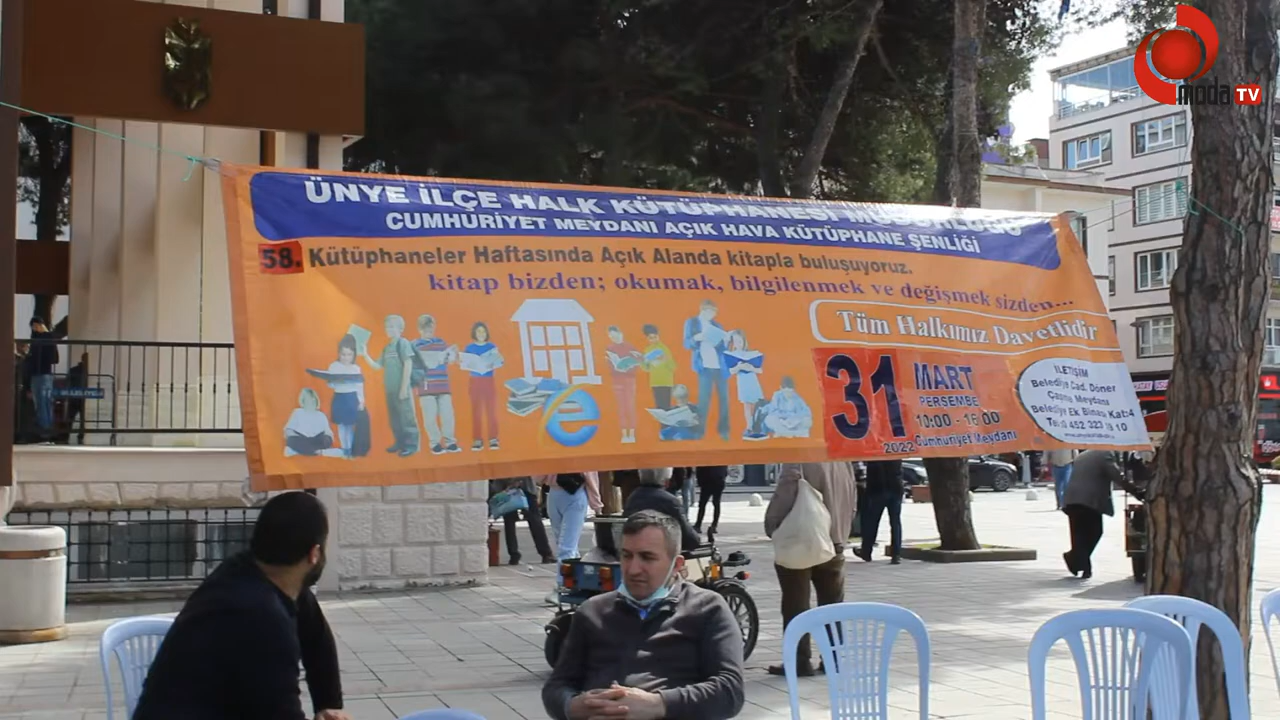 moda TV
ÜNYE İLÇE HALK KÜTÜPHANESİ MÜDÜRLÜĞÜ
CUMHURİYET MEYDANI AÇIK HAVA KÜTÜPHANE ŞENLİĞİ
58. Kütüphaneler Haftasında Açık Alanda kitapla buluşuyoruz.
kitap bizden; okumak, bilgilenmek ve değişmek sizden...
Tüm Halkımız Davetlidir
31 MART
PERŞEMBE
10:00 - 16:00
2022 Cumhuriyet Meydanı
İLETİŞİM
Belediye Cad. Döner
Çeşme Meydanı
Belediye Ek Binası Kat:4